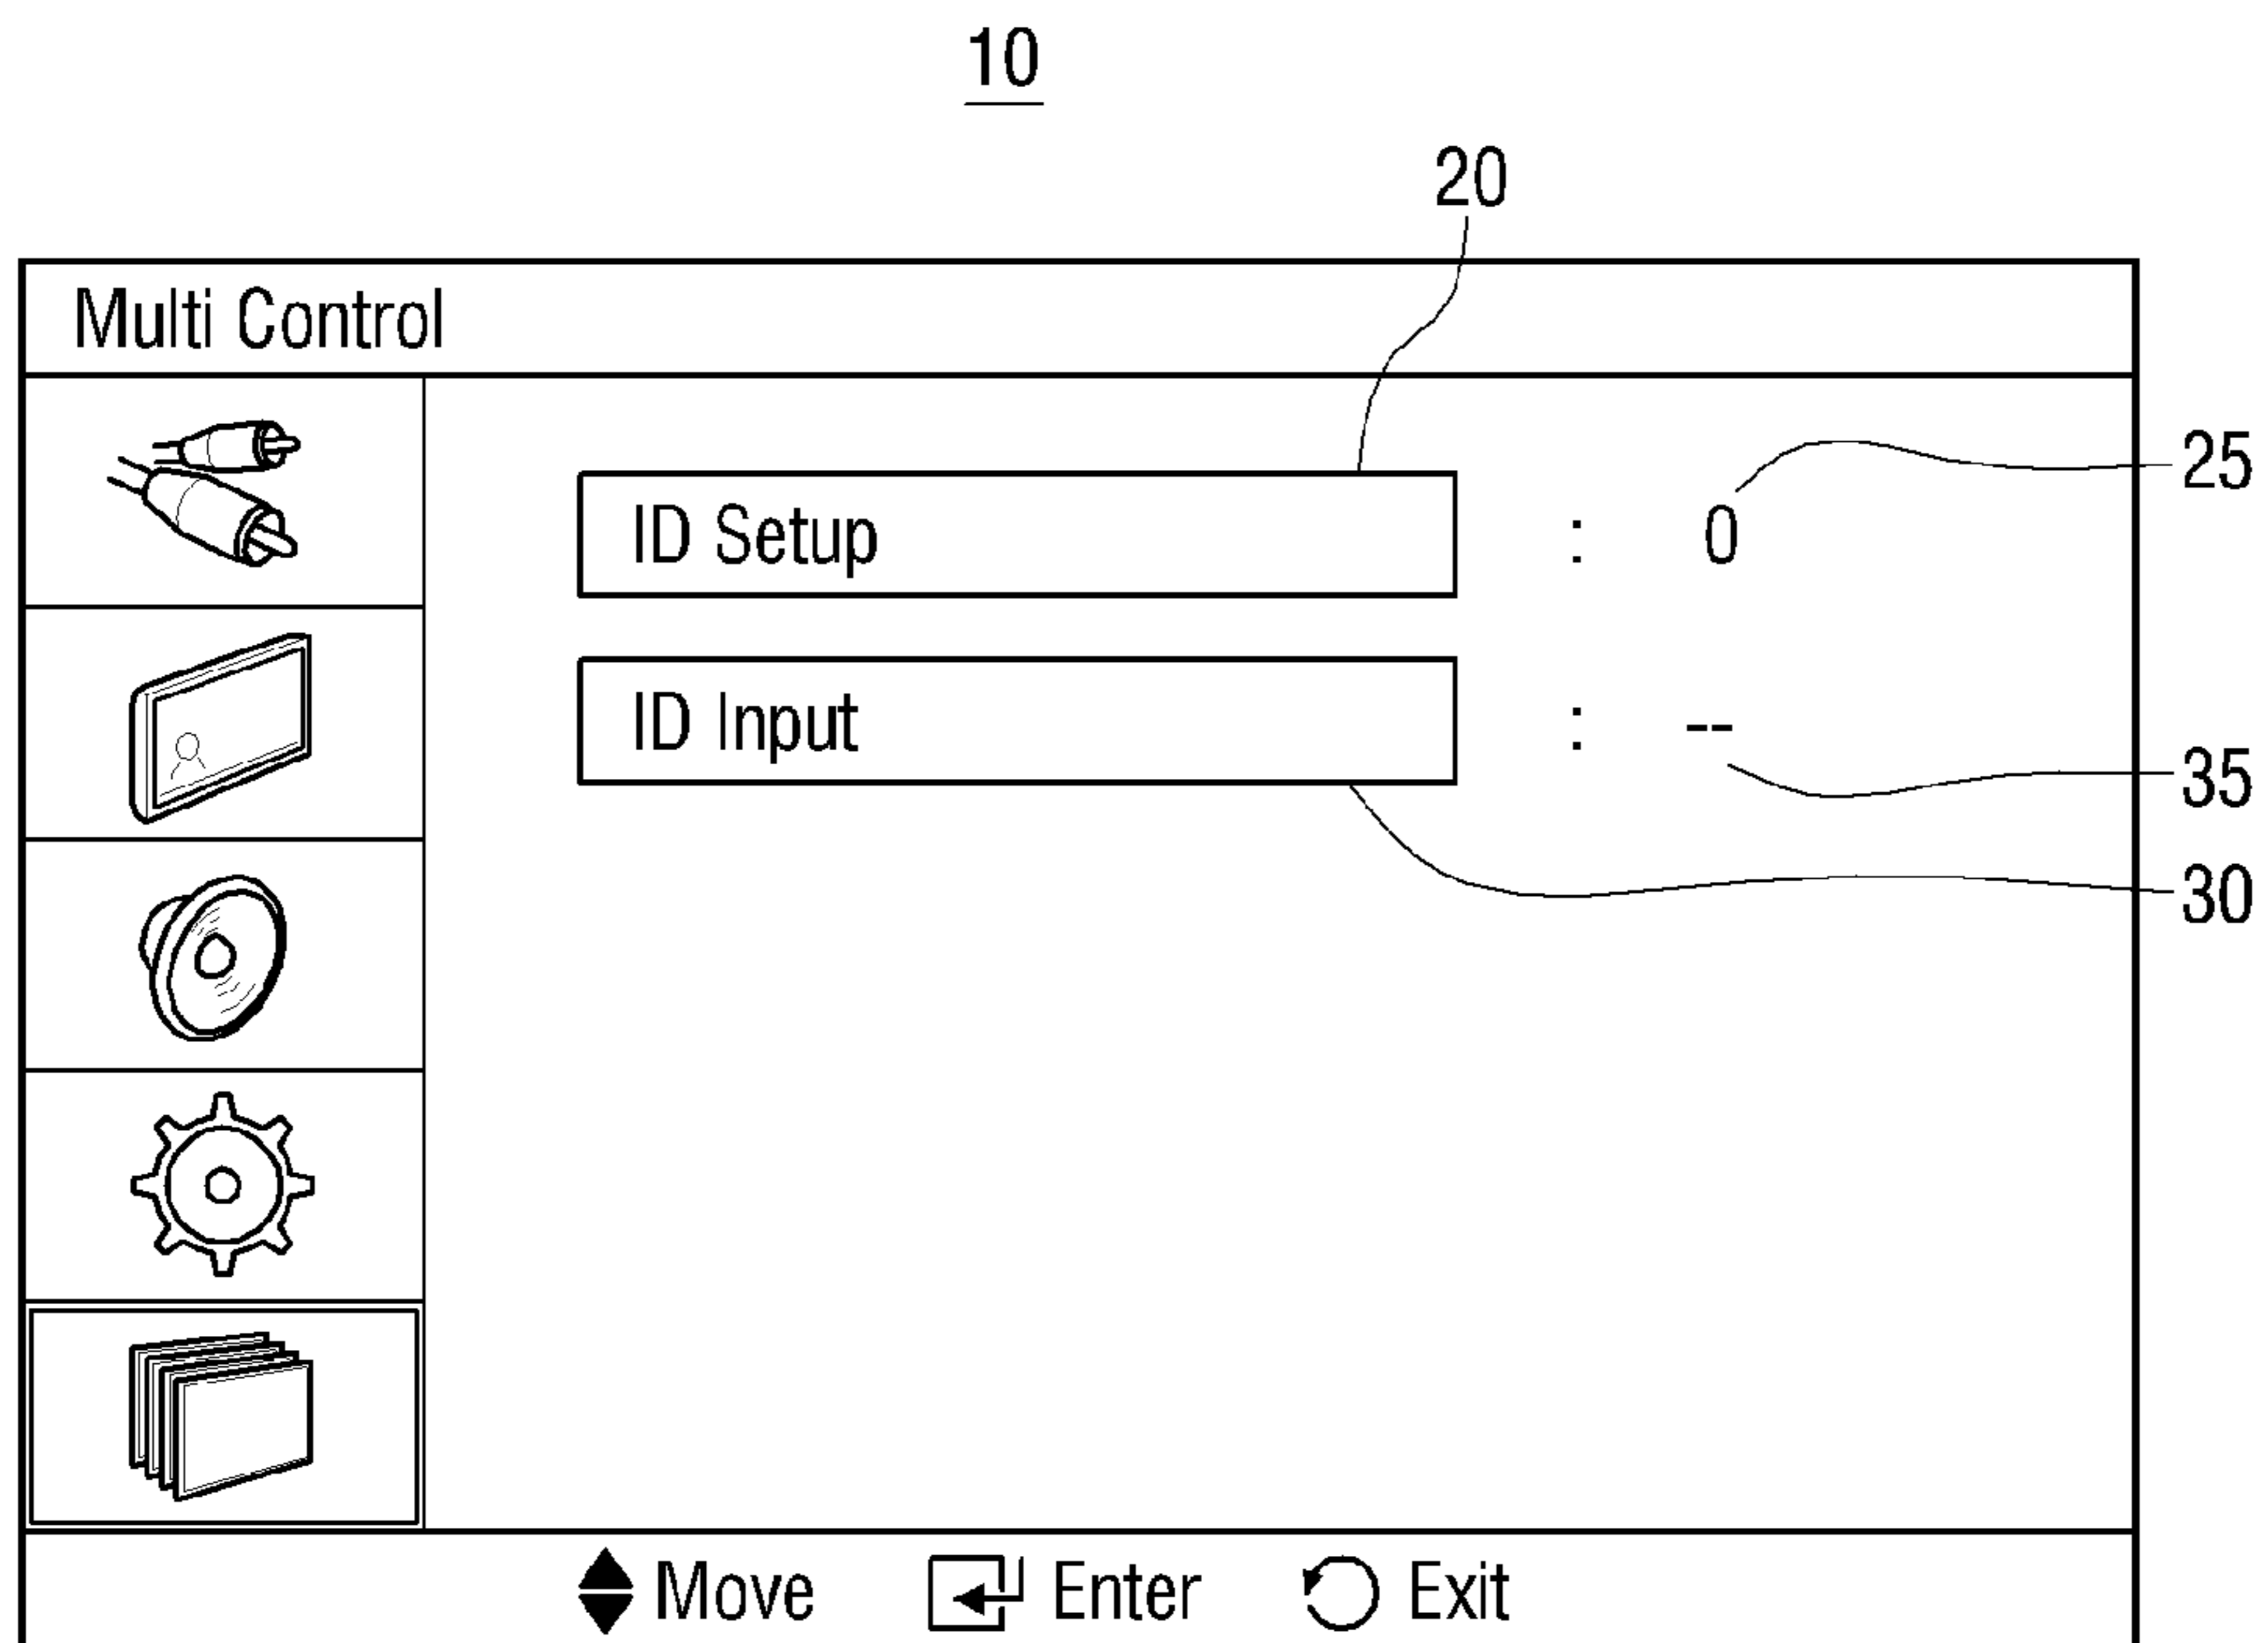 10
20
Multi Control
ID Setup : 0
25
ID Input : --
35
30
Move Enter Exit